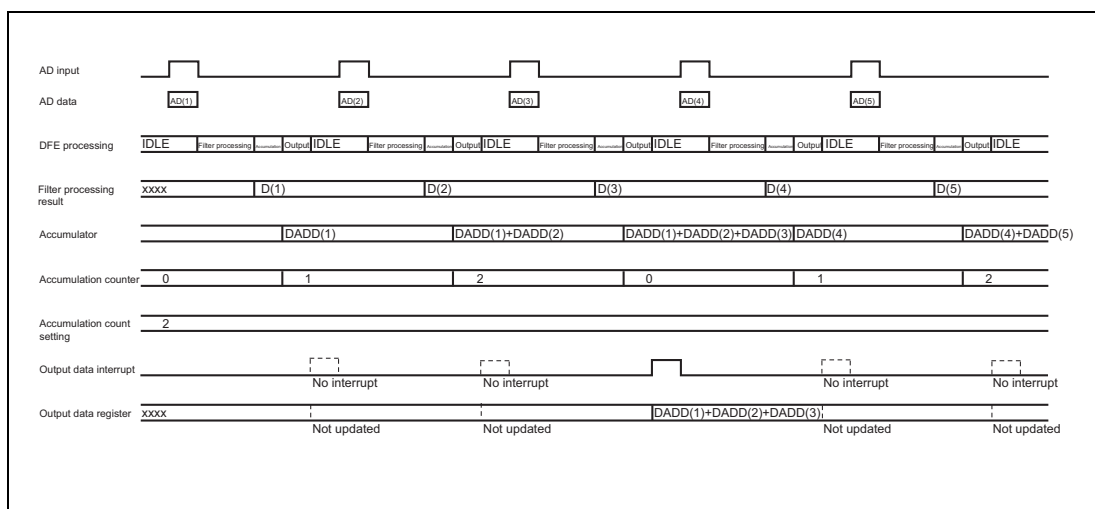 AD input
AD data AD(1) AD(2) AD(3) AD(4) AD(5)
DFE processing IDLE Filter processing Accumulation Output IDLE Filter processing Accumulation Output IDLE Filter processing Accumulation Output IDLE Filter processing Accumulation Output IDLE Filter processing Accumulation Output IDLE
Filter processing result xxxx D(1) D(2) D(3) D(4) D(5)
Accumulator DADD(1) DADD(1)+DADD(2) DADD(1)+DADD(2)+DADD(3) DADD(4) DADD(4)+DADD(5)
Accumulation counter 0 1 2 0 1 2
Accumulation count setting 2
Output data interrupt
No interrupt No interrupt No interrupt No interrupt
Output data register xxxx DADD(1)+DADD(2)+DADD(3)
Not updated Not updated Not updated Not updated